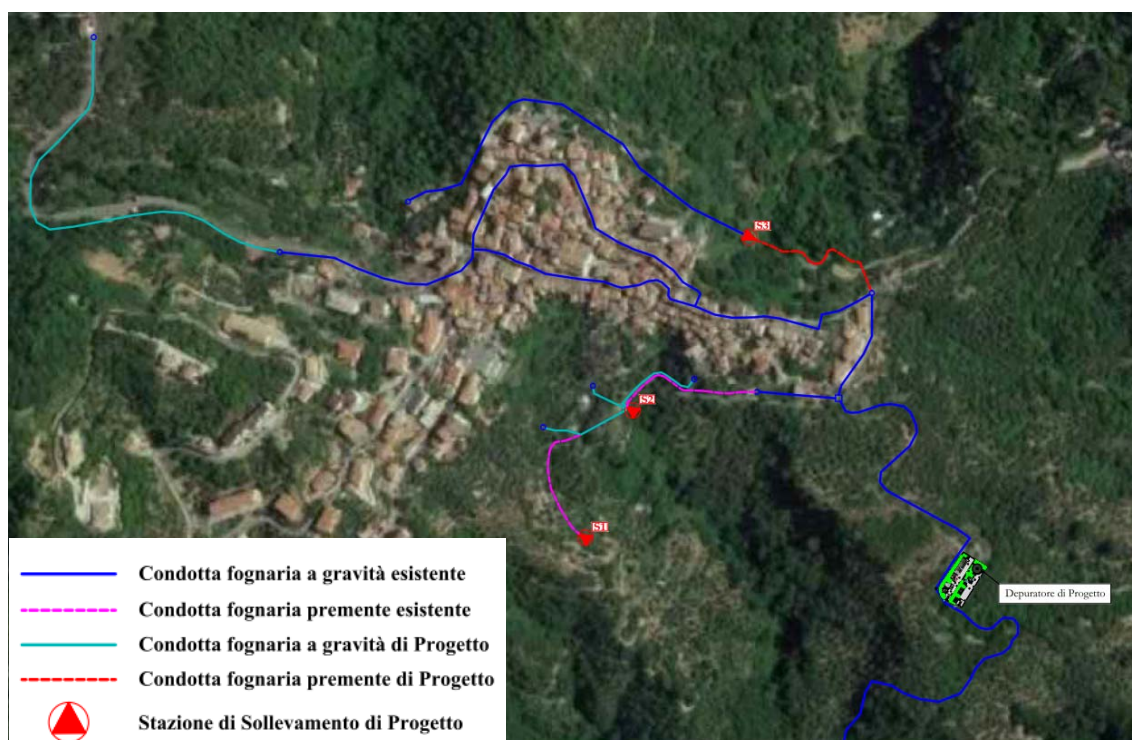 S3
S2
S1
Depuratore di Progetto
Condotta fognaria a gravità esistente
Condotta fognaria premente esistente
Condotta fognaria a gravità di Progetto
Condotta fognaria premente di Progetto
Stazione di Sollevamento di Progetto